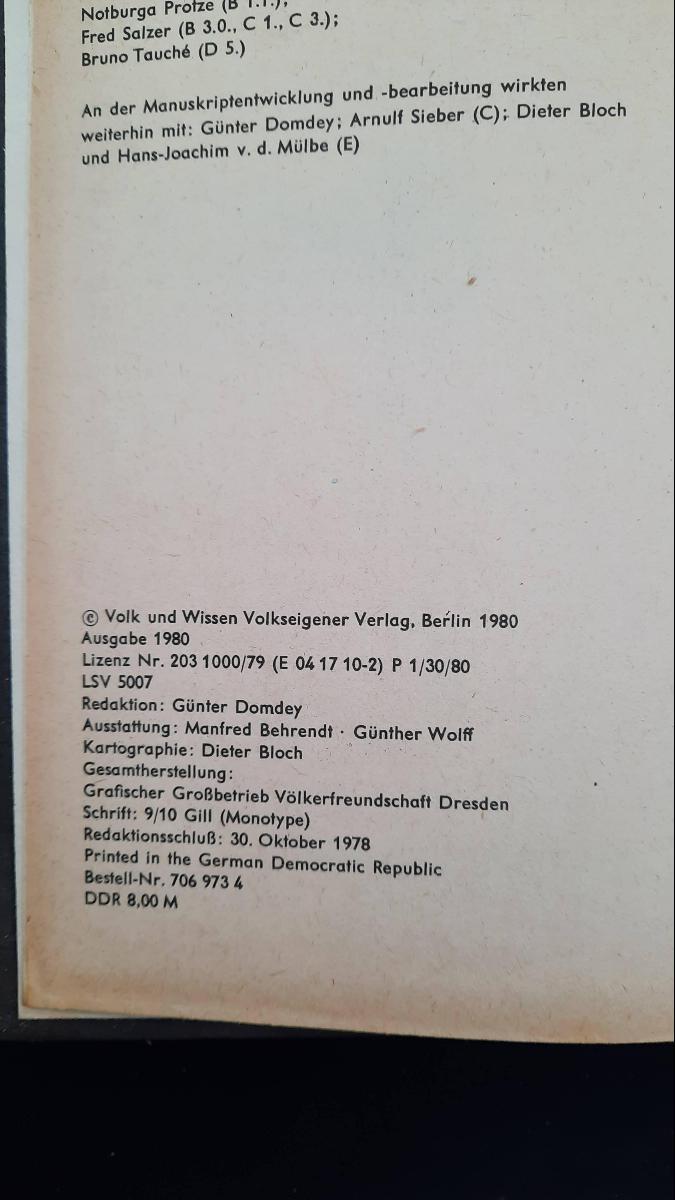 Notburga Protze (B 1.1.);
Fred Salzer (B 3.0., C 1., C 3.);
Bruno Tauché (D 5.)
An der Manuskriptentwicklung und -bearbeitung wirkten
weiterhin mit: Günter Domdey; Arnulf Sieber (C); Dieter Bloch
und Hans-Joachim v. d. Mülbe (E)
© Volk und Wissen Volkseigener Verlag, Berlin 1980
Ausgabe 1980
Lizenz Nr. 203 1000/79 (E 04 17 10-2) P 1/30/80
LSV 5007
Redaktion: Günter Domdey
Ausstattung: Manfred Behrendt · Günther Wolff
Kartographie: Dieter Bloch
Gesamtherstellung:
Grafischer Großbetrieb Völkerfreundschaft Dresden
Schrift: 9/10 Gill (Monotype)
Redaktionsschluß: 30. Oktober 1978
Printed in the German Democratic Republic
Bestell-Nr. 706 973 4
DDR 8,00 M